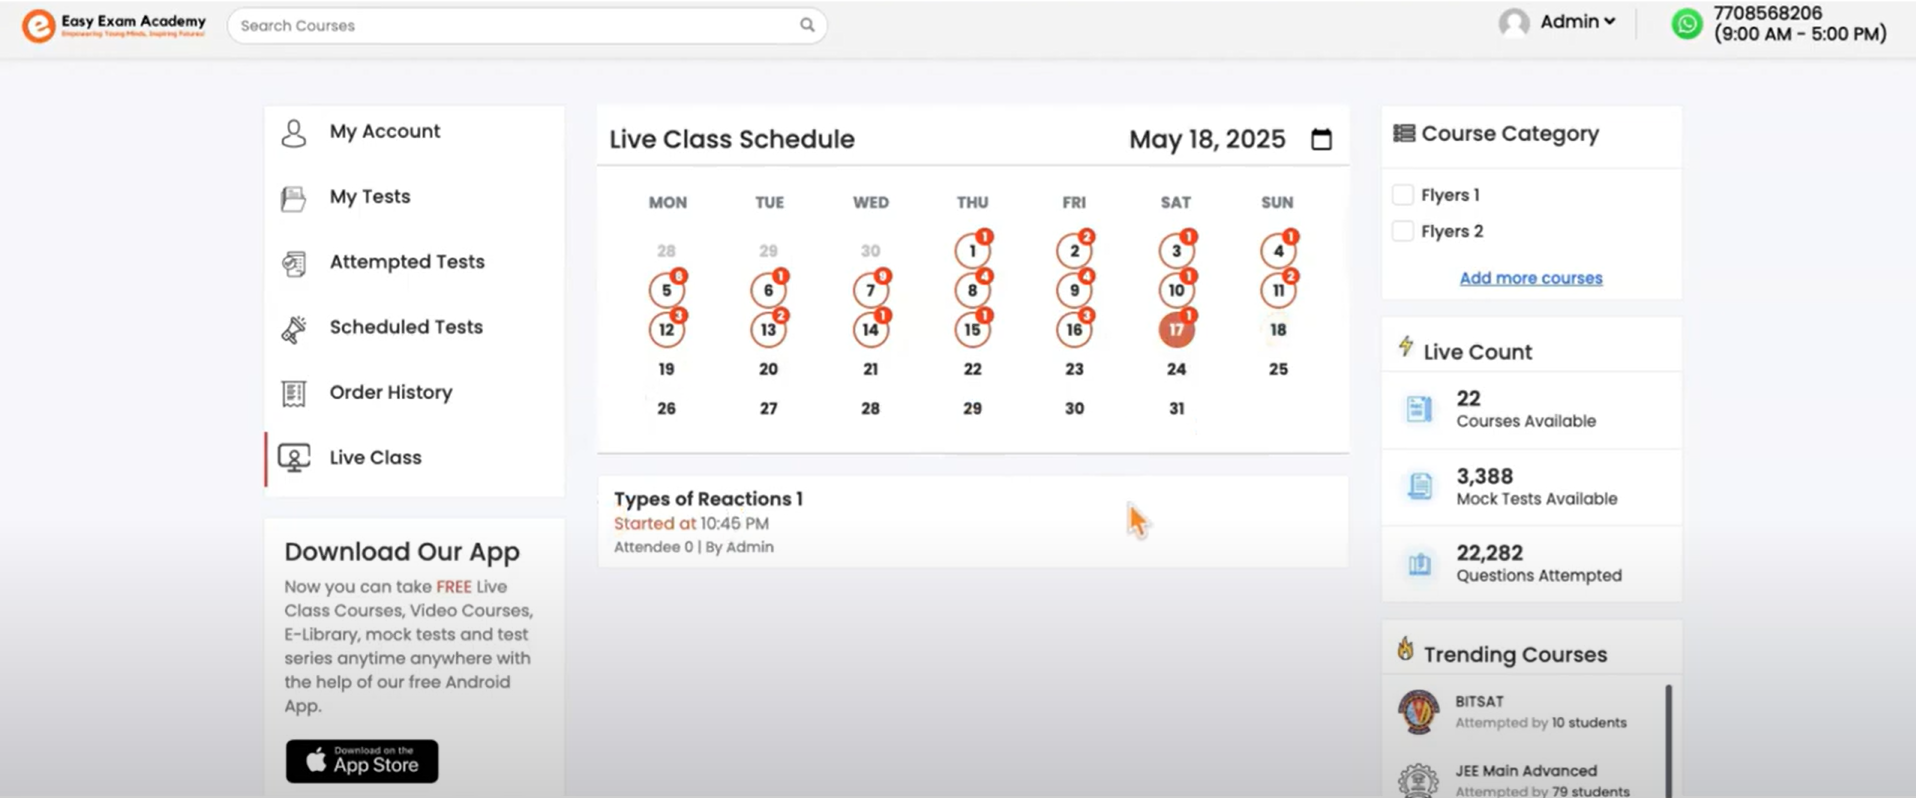 Easy Exam Academy
Empowering Young Minds, Inspiring Futures!
Search Courses
Admin
7708568206
(9:00 AM - 5:00 PM)
My Account
My Tests
Attempted Tests
Scheduled Tests
Order History
Live Class
Download Our App
Now you can take FREE Live
Class Courses, Video Courses,
E-Library, mock tests and test
series anytime anywhere with
the help of our free Android
App.
Download on the
App Store
Live Class Schedule
May 18, 2025
MON TUE WED THU FRI SAT SUN
28 29 30 1 1 2 2 3 1 4 1
5 6 6 1 7 9 8 4 9 4 10 1 11 2
12 3 13 2 14 1 15 1 16 3 17 1 18
19 20 21 22 23 24 25
26 27 28 29 30 31
Types of Reactions 1
Started at 10:45 PM
Attendee 0 | By Admin
Course Category
Flyers 1
Flyers 2
Add more courses
Live Count
22
Courses Available
3,388
Mock Tests Available
22,282
Questions Attempted
Trending Courses
BITSAT
Attempted by 10 students
JEE Main Advanced
Attempted by 79 students